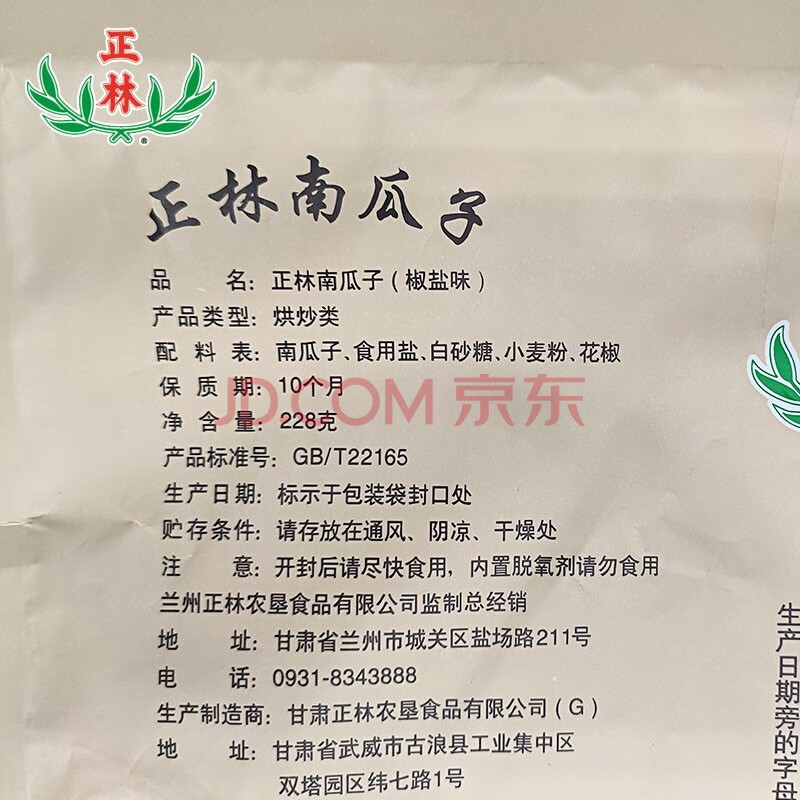 正林
®
正林南瓜子
品 名：正林南瓜子（椒盐味）
产品类型：烘炒类
配 料 表：南瓜子、食用盐、白砂糖、小麦粉、花椒
保 质 期：10个月
JD.COM 京东
净 含 量：228克
产品标准号：GB/T22165
生产日期：标示于包装袋封口处
贮存条件：请存放在通风、阴凉、干燥处
注 意：开封后请尽快食用，内置脱氧剂请勿食用
兰州正林农垦食品有限公司监制总经销
地 址：甘肃省兰州市城关区盐场路211号
电 话：0931-8343888
生产制造商：甘肃正林农垦食品有限公司（G）
地 址：甘肃省武威市古浪县工业集中区
双塔园区纬七路1号
生产日期旁的字母